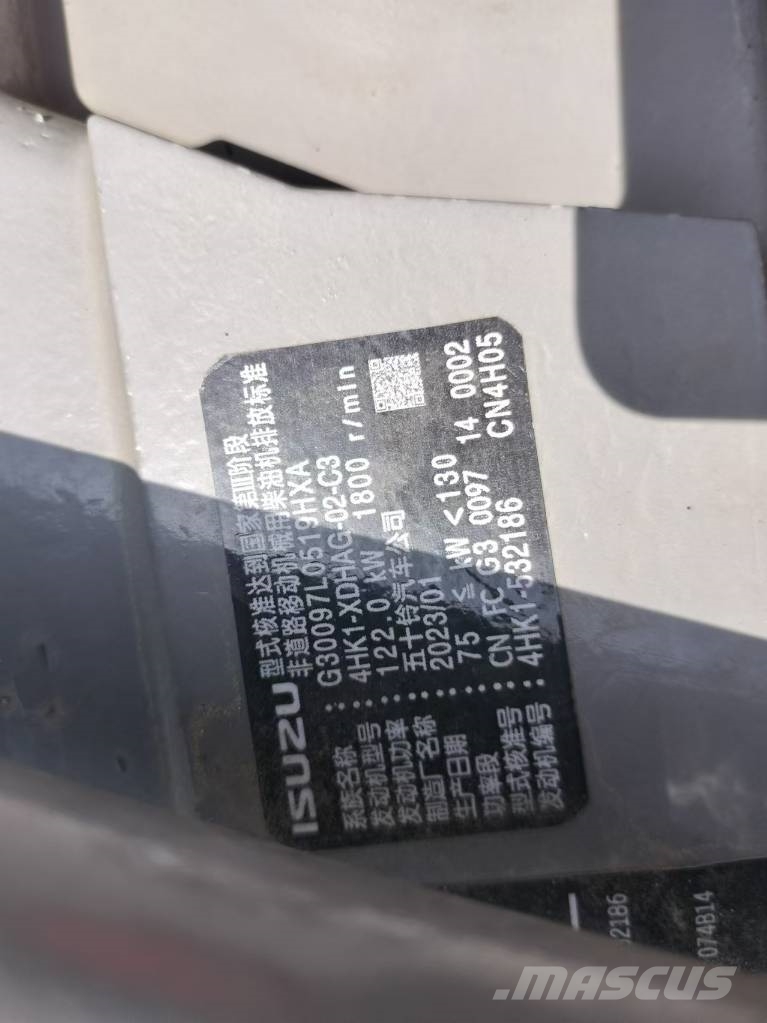 ISUZU
型式核准达到国家第Ⅲ阶段
非道路移动机械用柴油机排放标准
系族名称 : G30097L0519HXA
发动机型号 : 4HK1-XDHAG-02-C3
发动机功率 : 122.0 kW 1800 r/min
制造厂名称 : 五十铃汽车公司
生产日期 : 2023/01
功率段 : 75 ≤ kW <130
型式核准号 : CN FC G3 0097 14 0002
发动机编号 : 4HK1-532186 CN4H05
2186
074B14
MASCUS